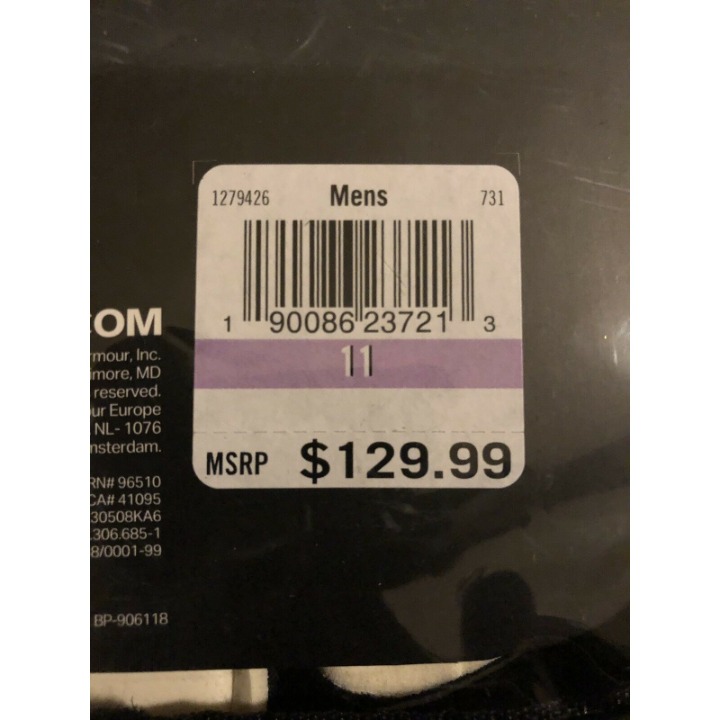 1279426 Mens 731
1 90086 23721 3
11
MSRP $129.99
.COM
rmour, Inc.
imore, MD
reserved.
ur Europe
NL- 1076
msterdam.
RN# 96510
CA# 41095
30508KA6
.306.685-1
8/0001-99
BP-906118